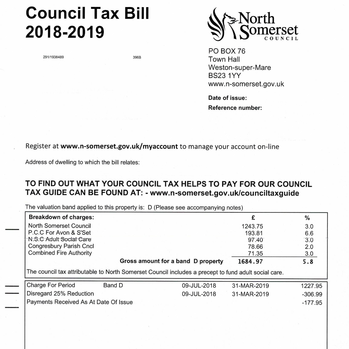 Council Tax Bill
2018-2019
North
Somerset
COUNCIL
PO BOX 76
Town Hall
Weston-super-Mare
BS23 1YY
www.n-somerset.gov.uk
Date of issue:
Reference number:
Register at www.n-somerset.gov.uk/myaccount to manage your account on-line
Address of dwelling to which the bill relates:
TO FIND OUT WHAT YOUR COUNCIL TAX HELPS TO PAY FOR OUR COUNCIL
TAX GUIDE CAN BE FOUND AT: - www.n-somerset.gov.uk/counciltaxguide
The valuation band applied to this property is: D (Please see accompanying notes)
Breakdown of charges: £ %
North Somerset Council 1243.75 3.0
P.C.C For Avon & S'Set 193.81 6.6
N.S.C Adult Social Care 97.40 3.0
Congresbury Parish Cncl 78.66 2.0
Combined Fire Authority 71.35 3.0
Gross amount for a band D property 1684.97 5.8
The council tax attributable to North Somerset Council includes a precept to fund adult social care.
Charge For Period Band D 09-JUL-2018 31-MAR-2019 1227.95
Disregard 25% Reduction 09-JUL-2018 31-MAR-2019 -306.99
Payments Received As At Date Of Issue -177.95